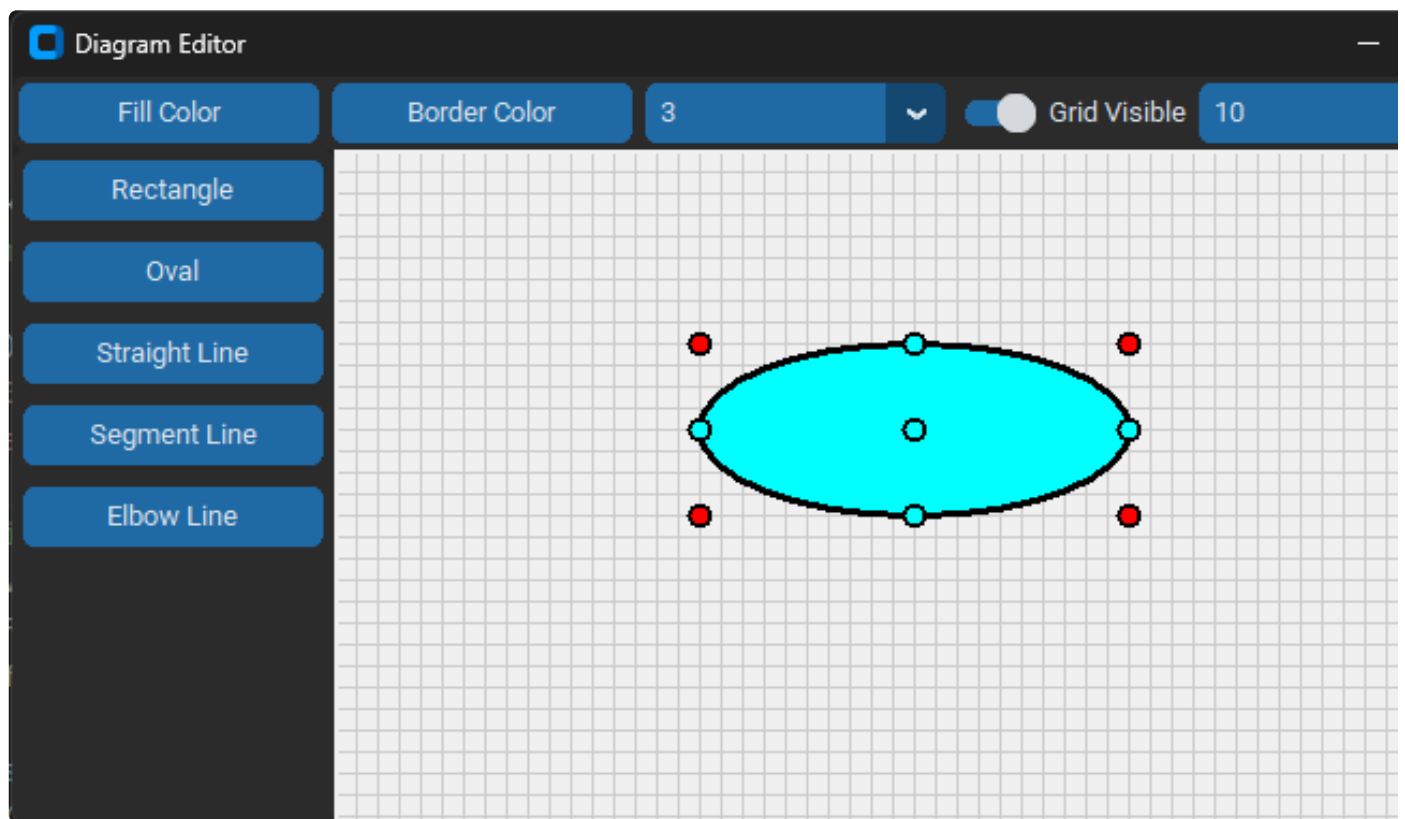 Diagram Editor
Fill Color Border Color 3 Grid Visible 10
Rectangle
Oval
Straight Line
Segment Line
Elbow Line